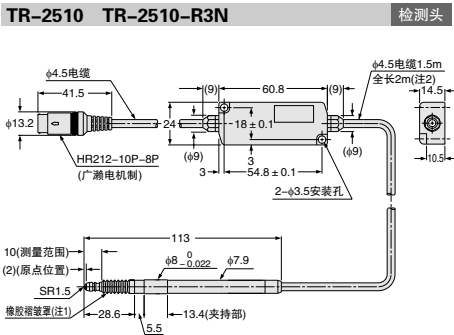 TR-2510 TR-2510-R3N
检测头
φ4.5电缆
41.5
φ13.2
HR212-10P-8P
(广濑电机制)
(9)
60.8
(9)
24
18±0.1
(φ9)
3
3
54.8±0.1
(φ9)
2-φ3.5安装孔
φ4.5电缆1.5m
全长2m(注2)
14.5
10.5
113
10(测量范围)
(2)(原点位置)
φ8 0 -0.022
φ7.9
SR1.5
橡胶褶皱罩(注1)
28.6
13.4(夹持部)
5.5